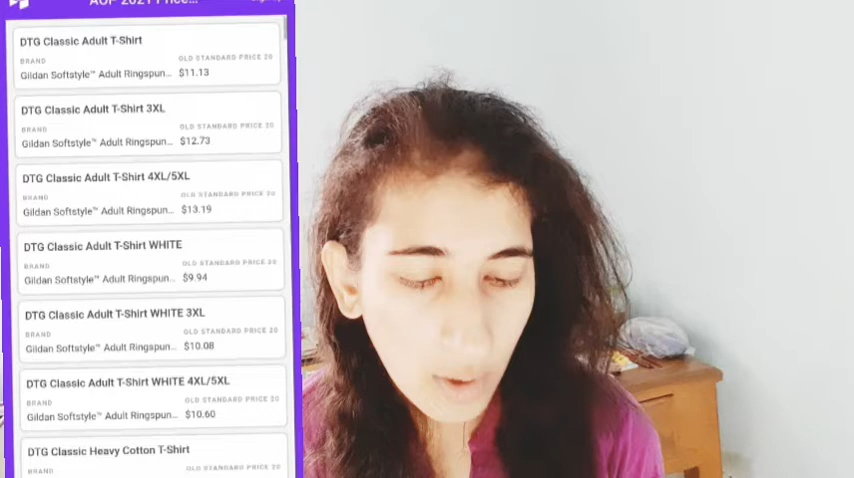 DTG Classic Adult T-Shirt
BRAND OLD STANDARD PRICE 20
Gildan Softstyle™ Adult Ringspun... $11.13
DTG Classic Adult T-Shirt 3XL
BRAND OLD STANDARD PRICE 20
Gildan Softstyle™ Adult Ringspun... $12.73
DTG Classic Adult T-Shirt 4XL/5XL
BRAND OLD STANDARD PRICE 20
Gildan Softstyle™ Adult Ringspun... $13.19
DTG Classic Adult T-Shirt WHITE
BRAND OLD STANDARD PRICE 20
Gildan Softstyle™ Adult Ringspun... $9.94
DTG Classic Adult T-Shirt WHITE 3XL
BRAND OLD STANDARD PRICE 20
Gildan Softstyle™ Adult Ringspun... $10.08
DTG Classic Adult T-Shirt WHITE 4XL/5XL
BRAND OLD STANDARD PRICE 20
Gildan Softstyle™ Adult Ringspun... $10.60
DTG Classic Heavy Cotton T-Shirt
BRAND OLD STANDARD PRICE 20